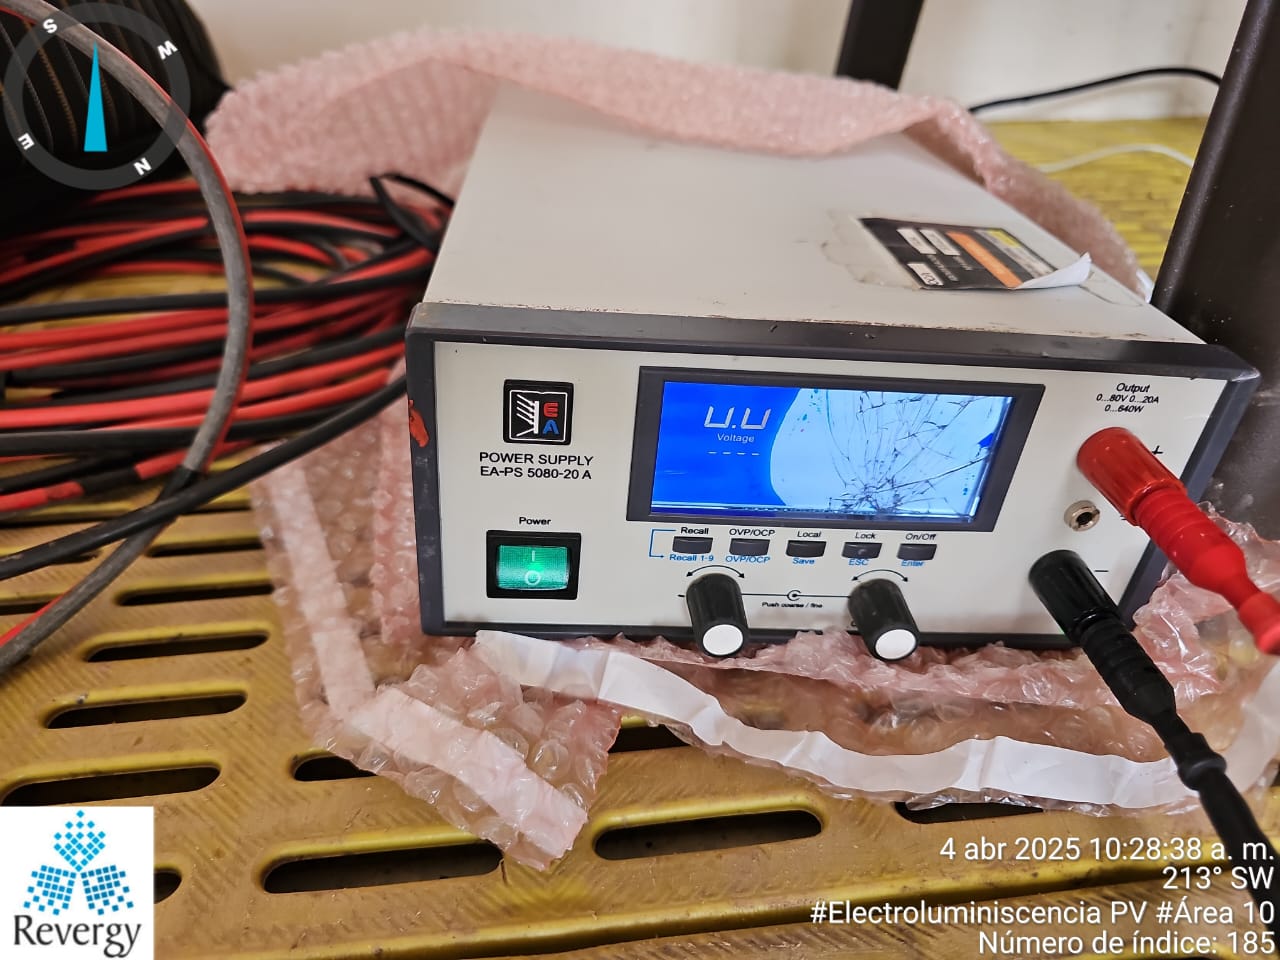 S
W
E
N
EA
POWER SUPPLY
EA-PS 5080-20 A
Power
Voltage
- - - -
Output
0...80V 0...20A
0...640W
+
−
Recall
OVP/OCP
Local
Lock
On/Off
Recall 1-9
OVP/OCP
Save
ESC
Enter
Push coarse / fine
Revergy
4 abr 2025 10:28:38 a. m.
213° SW
#Electroluminiscencia PV #Área 10
Número de índice: 185